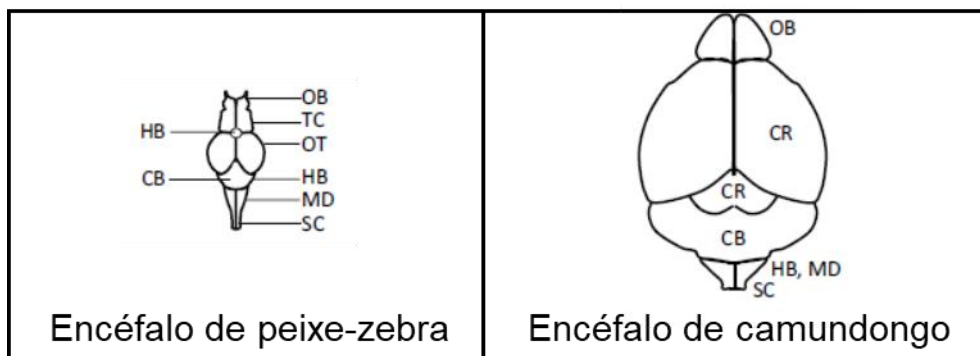 OB
TC
HB
OT
CB
HB
MD
SC
Encéfalo de peixe-zebra
OB
CR
CR
CB
HB, MD
SC
Encéfalo de camundongo